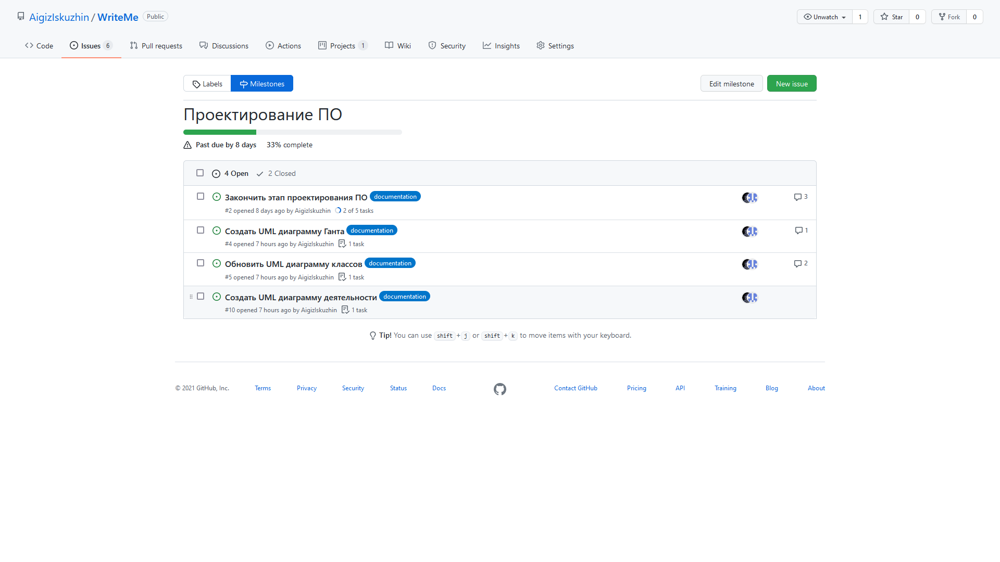 AigizIskuzhin / WriteMe Public
Unwatch 1 Star 0 Fork 0
Code Issues 6 Pull requests Discussions Actions Projects 1 Wiki Security Insights Settings
Labels Milestones Edit milestone New issue
Проектирование ПО
Past due by 8 days 33% complete
4 Open 2 Closed
Закончить этап проектирования ПО documentation 3
#2 opened 8 days ago by AigizIskuzhin 2 of 5 tasks
Создать UML диаграмму Ганта documentation 1
#4 opened 7 hours ago by AigizIskuzhin 1 task
Обновить UML диаграмму классов documentation 2
#5 opened 7 hours ago by AigizIskuzhin 1 task
Создать UML диаграмму деятельности documentation
#10 opened 7 hours ago by AigizIskuzhin 1 task
Tip! You can use shift + j or shift + k to move items with your keyboard.
© 2021 GitHub, Inc. Terms Privacy Security Status Docs Contact GitHub Pricing API Training Blog About